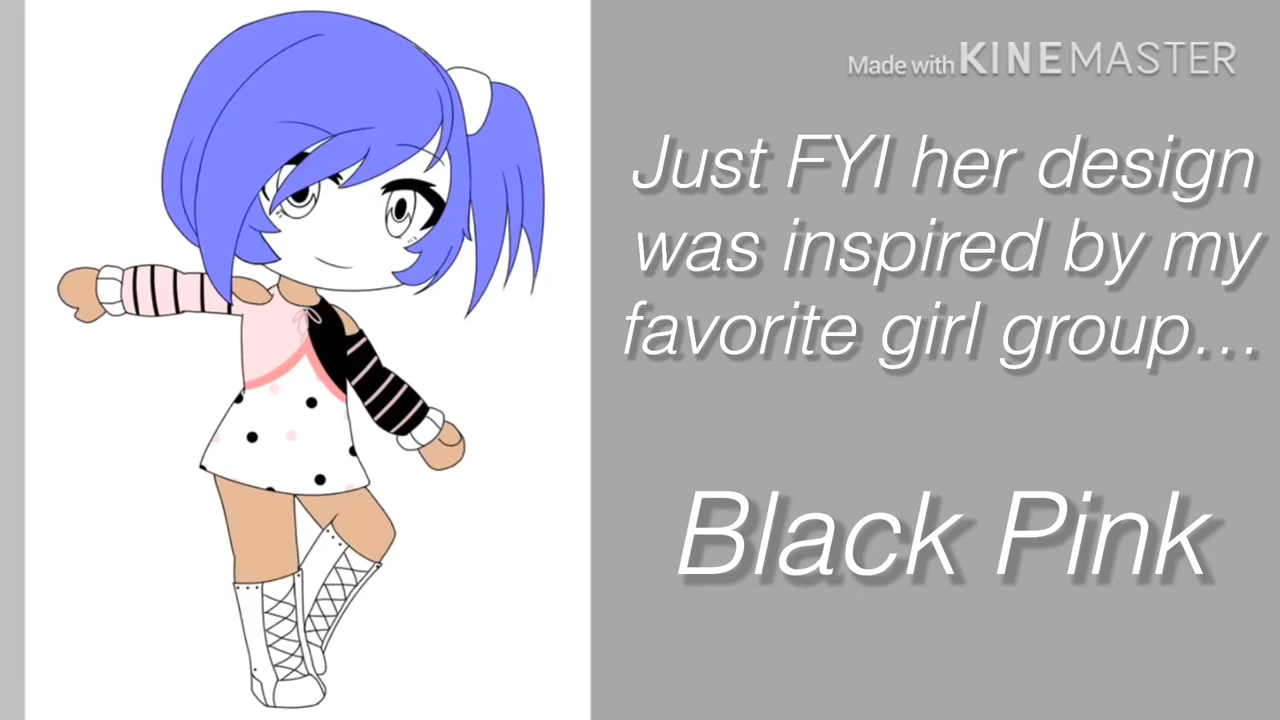 Made with KINEMASTER
Just FYI her design
was inspired by my
favorite girl group...
Black Pink